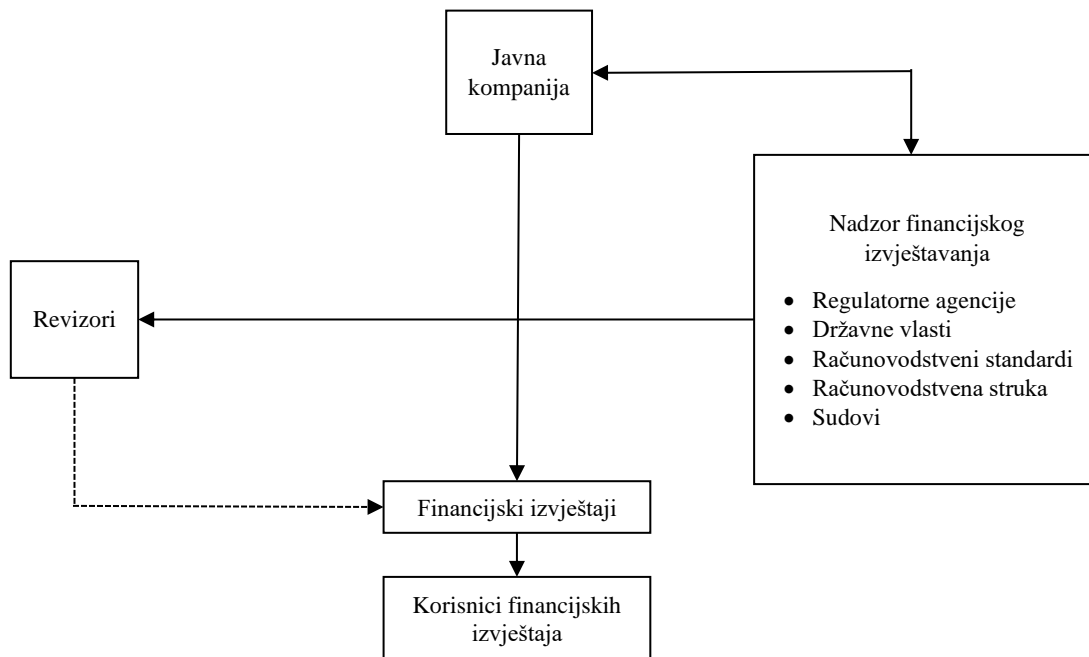 Javna
kompanija
Nadzor financijskog
izvještavanja
• Regulatorne agencije
• Državne vlasti
• Računovodstveni standardi
• Računovodstvena struka
• Sudovi
Revizori
Financijski izvještaji
Korisnici financijskih
izvještaja